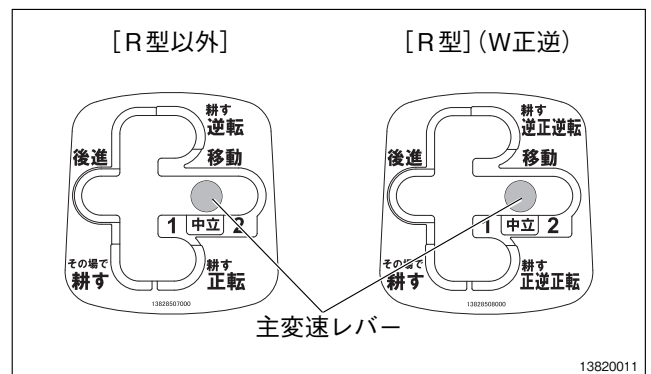 [R型以外]
[R型](W正逆)
耕す
逆転
後進
移動
1 中立 2
その場で
耕す
耕す
正転
13828507000
耕す
逆正逆転
後進
移動
1 中立 2
その場で
耕す
耕す
正逆正転
13828508000
主変速レバー
13820011